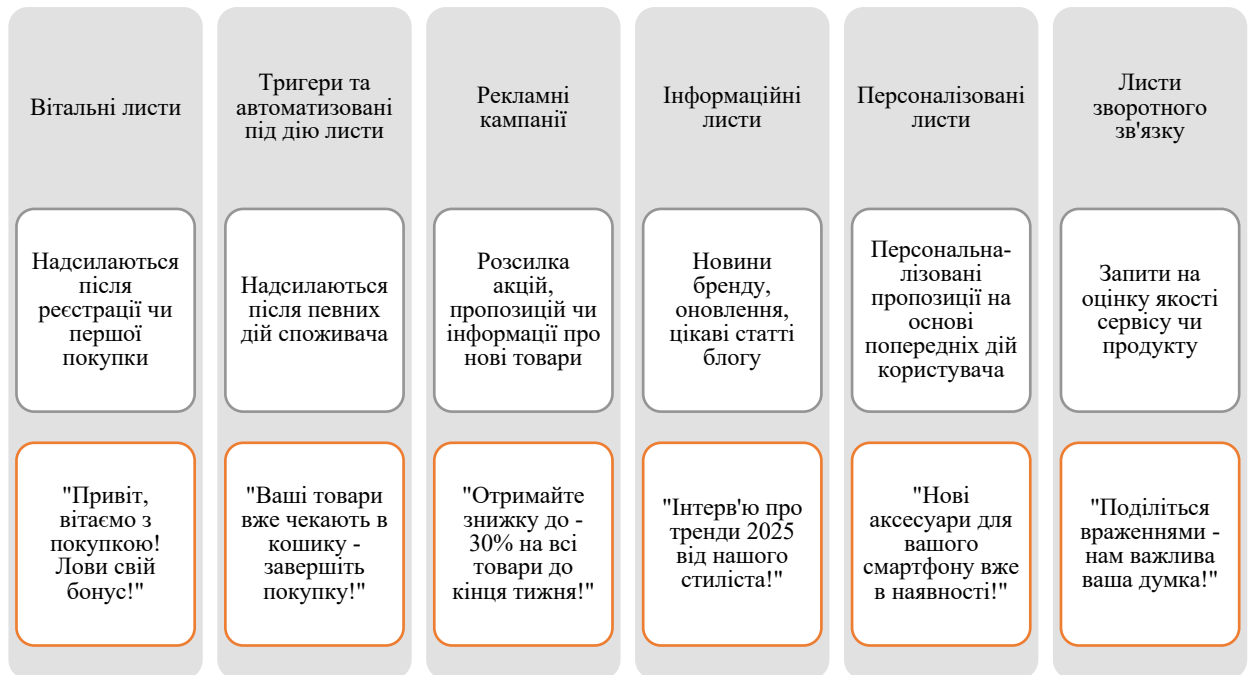 Вітальні листи
Тригери та
автоматизовані
під дію листи
Рекламні
кампанії
Інформаційні
листи
Персоналізовані
листи
Листи
зворотного
зв'язку
Надсилаються
після
реєстрації чи
першої
покупки
Надсилаються
після певних
дій споживача
Розсилка
акцій,
пропозицій чи
інформації про
нові товари
Новини
бренду,
оновлення,
цікаві статті
блогу
Персональна-
лізовані
пропозиції на
основі
попередніх дій
користувача
Запити на
оцінку якості
сервісу чи
продукту
"Привіт,
вітаємо з
покупкою!
Лови свій
бонус!"
"Ваші товари
вже чекають в
кошику -
завершіть
покупку!"
"Отримайте
знижку до -
30% на всі
товари до
кінця тижня!"
"Інтерв'ю про
тренди 2025
від нашого
стиліста!"
"Нові
аксесуари для
вашого
смартфону вже
в наявності!"
"Поділіться
враженнями -
нам важлива
ваша думка!"